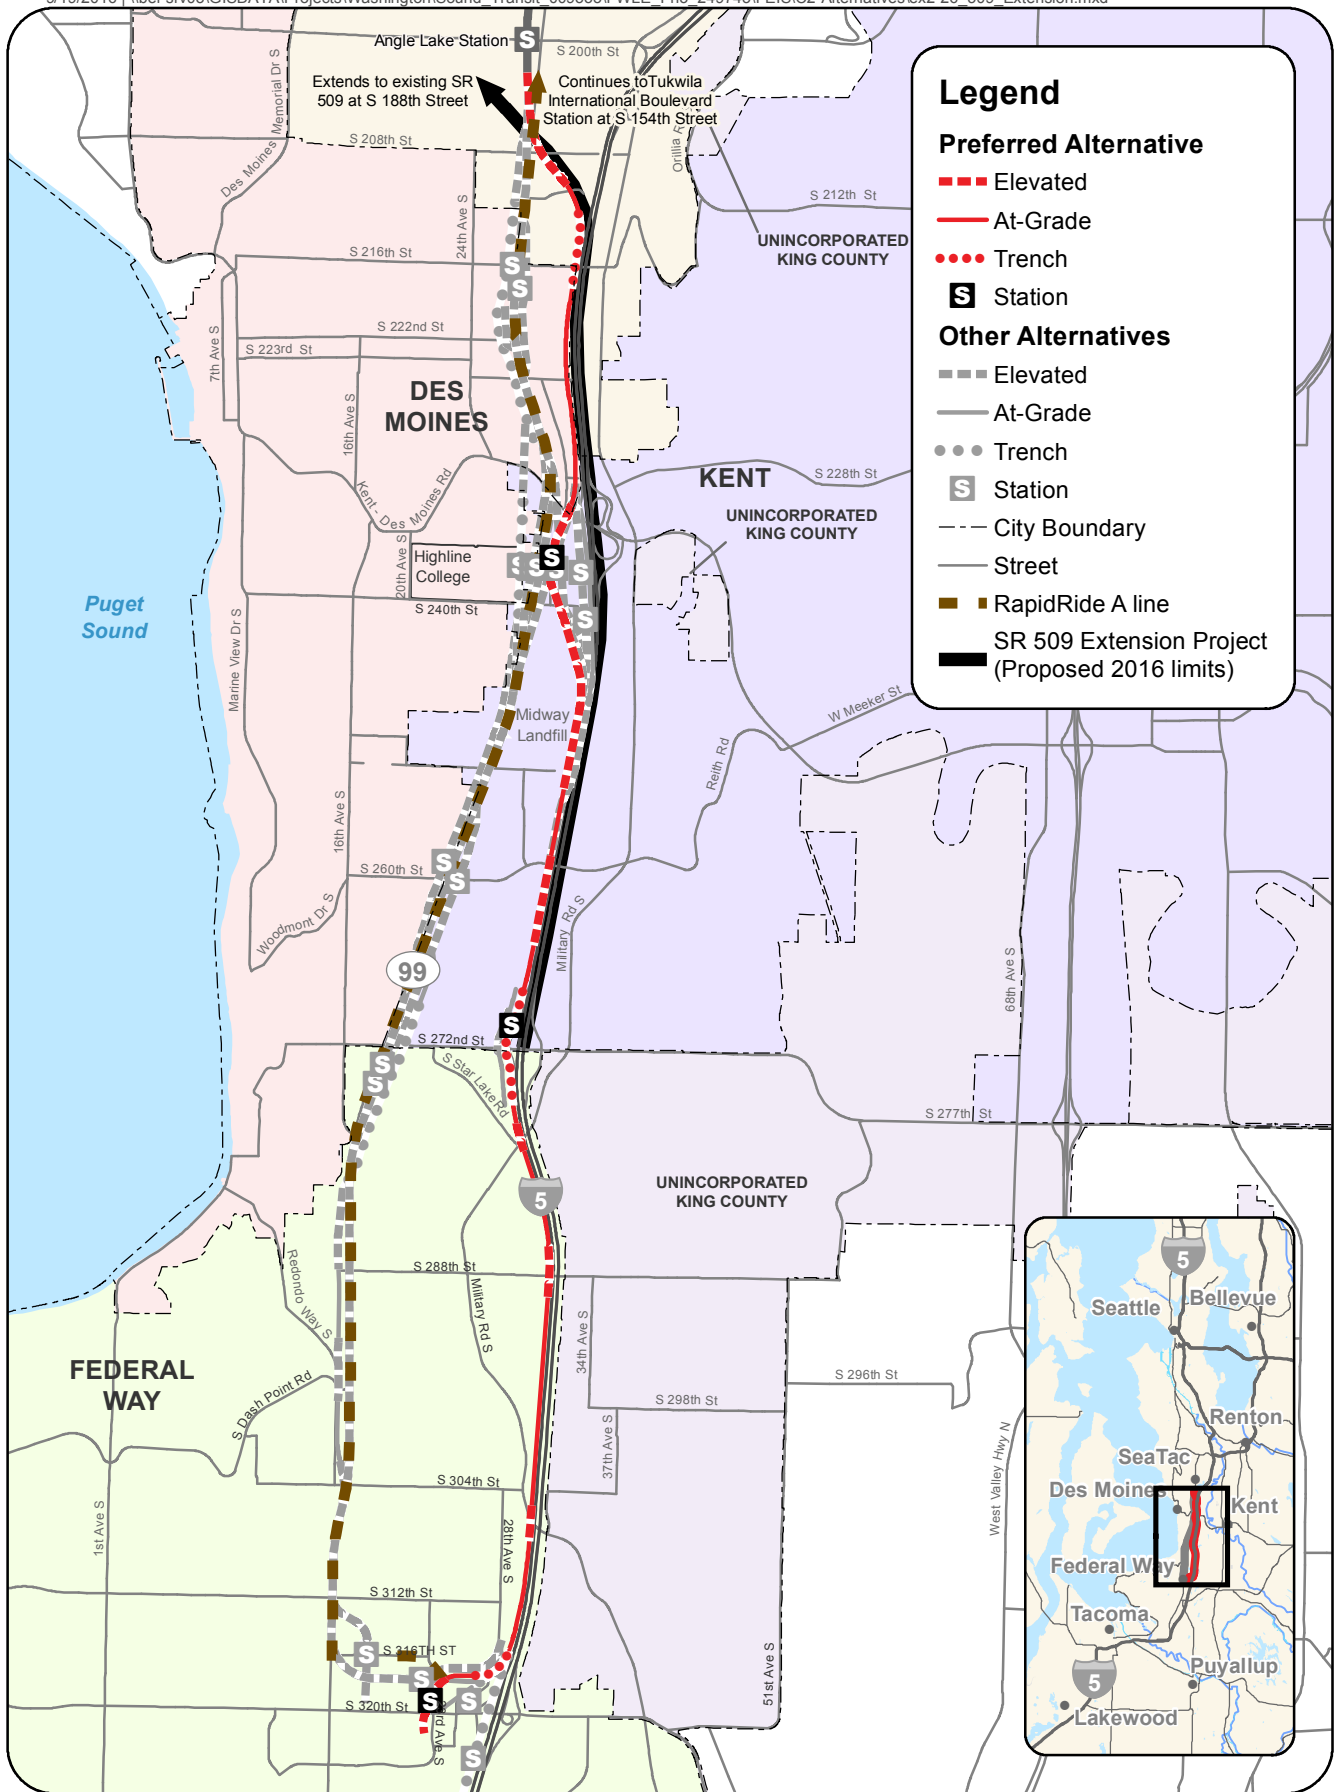 Angle Lake Station
S
S 200th St
Extends to existing SR
509 at S 188th Street
Continues toTukwila
International Boulevard
Station at S 154th Street
Des Moines Memorial Dr S
S 208th St
Orillia R
24th Ave S
S 212th St
UNINCORPORATED
KING COUNTY
S 216th St
S
S
S 222nd St
S 223rd St
7th Ave S
16th Ave S
DES
MOINES
Kent - Des Moines Rd
KENT
S 228th St
UNINCORPORATED
KING COUNTY
20th Ave S
Highline
College
S
S
S
S
S
S 240th St
S
Puget
Sound
Marine View Dr S
Midway
Landfill
W Meeker St
Reith Rd
16th Ave S
S 260th St
S
S
Woodmont Dr S
Military Rd S
99
68th Ave S
S
S 272nd St
S
S
S Star Lake Rd
S 277th St
5
UNINCORPORATED
KING COUNTY
Redondo Way S
S 288th St
Military Rd S
34th Ave S
FEDERAL
WAY
S Dash Point Rd
S 296th St
S 298th St
37th Ave S
West Valley Hwy N
S 304th St
1st Ave S
28th Ave S
S 312th St
S
S 316TH ST
S
S
S
S 320th St
rd Ave S
S
51st Ave S
Legend
Preferred Alternative
Elevated
At-Grade
Trench
S Station
Other Alternatives
Elevated
At-Grade
Trench
S Station
City Boundary
Street
RapidRide A line
SR 509 Extension Project
(Proposed 2016 limits)
5
Seattle
Bellevue
Renton
SeaTac
Des Moines
Kent
Federal Way
Tacoma
5
Puyallup
Lakewood